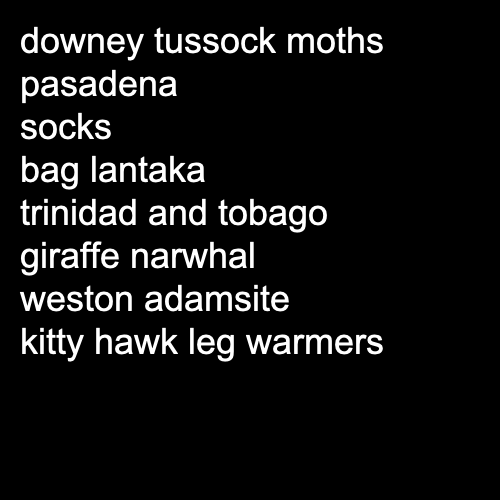 downey tussock moths
pasadena
socks
bag lantaka
trinidad and tobago
giraffe narwhal
weston adamsite
kitty hawk leg warmers